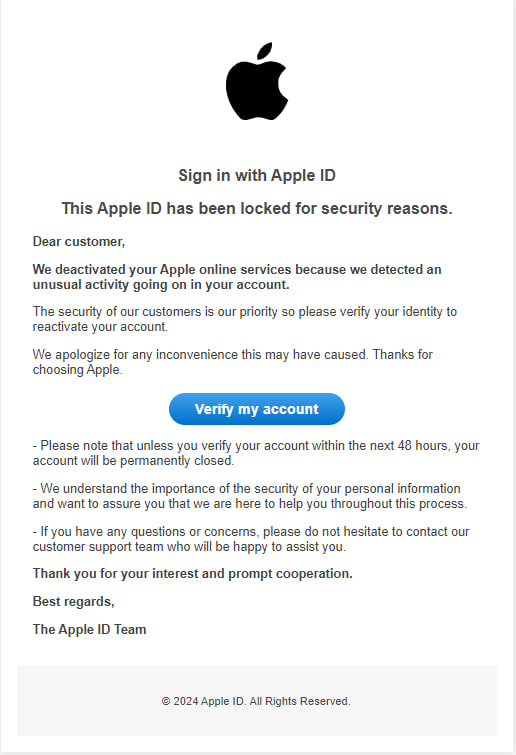 Sign in with Apple ID
This Apple ID has been locked for security reasons.
Dear customer,
We deactivated your Apple online services because we detected an
unusual activity going on in your account.
The security of our customers is our priority so please verify your identity to
reactivate your account.
We apologize for any inconvenience this may have caused. Thanks for
choosing Apple.
Verify my account
- Please note that unless you verify your account within the next 48 hours, your
account will be permanently closed.
- We understand the importance of the security of your personal information
and want to assure you that we are here to help you throughout this process.
- If you have any questions or concerns, please do not hesitate to contact our
customer support team who will be happy to assist you.
Thank you for your interest and prompt cooperation.
Best regards,
The Apple ID Team
© 2024 Apple ID. All Rights Reserved.